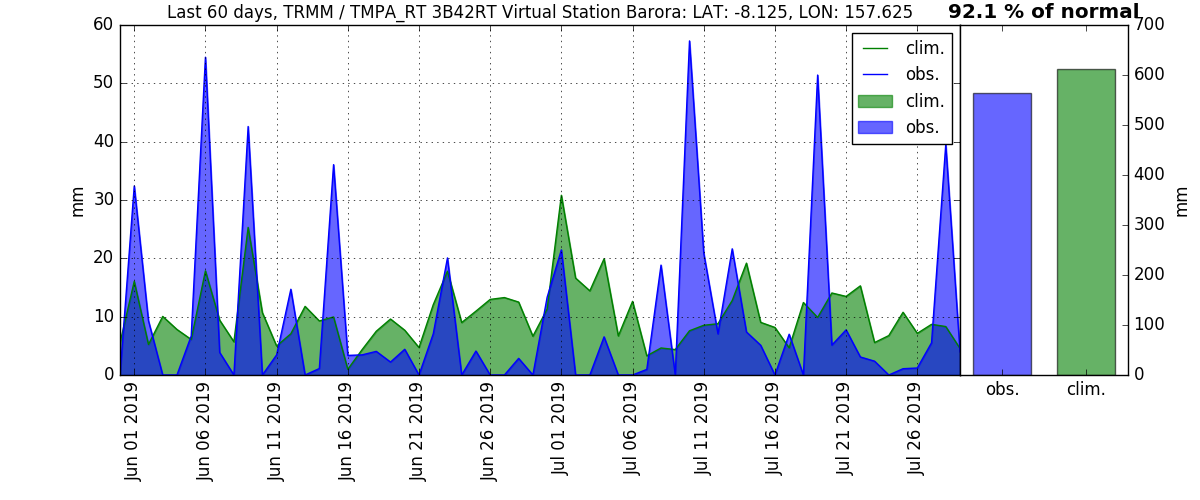 Last 60 days, TRMM / TMPA_RT 3B42RT Virtual Station Barora: LAT: -8.125, LON: 157.625
92.1 % of normal
60
50
40
30
20
10
0
mm
clim.
obs.
clim.
obs.
700
600
500
400
300
200
100
0
mm
Jun 01 2019
Jun 06 2019
Jun 11 2019
Jun 16 2019
Jun 21 2019
Jun 26 2019
Jul 01 2019
Jul 06 2019
Jul 11 2019
Jul 16 2019
Jul 21 2019
Jul 26 2019
obs.
clim.